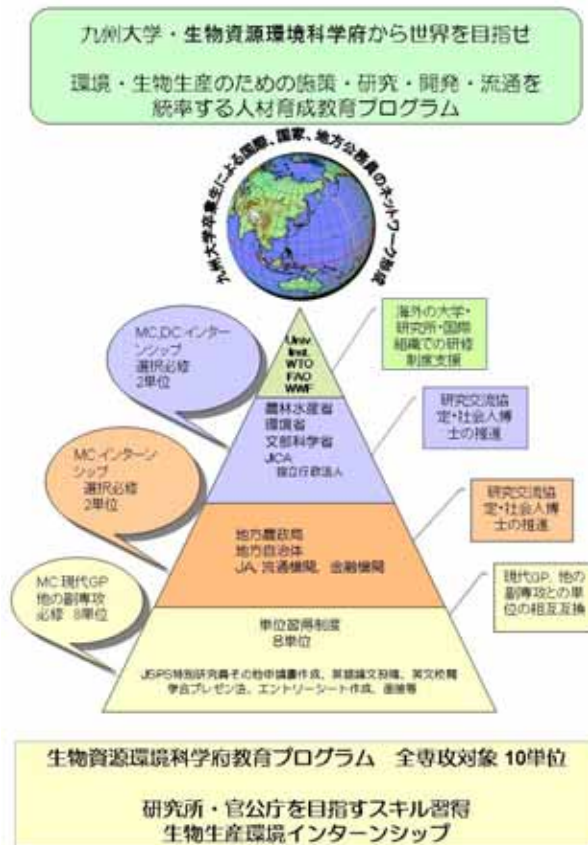 九州大学・生物資源環境科学府から世界を目指せ
環境・生物生産のための施策・研究・開発・流通を
統率する人材育成教育プログラム
九州大学卒業生による国際、国家、地方公務員のネットワーク形成
MC,DCインター
ンシップ
選択必修
2単位
Univ.
Inst.
WTO
FAO
WWF
海外の大学・
研究所・国際
組織での研修
制度支援
農林水産省
環境省
文部科学省
JICA
独立行政法人
研究交流協
定・社会人博
士の推進
MCインターン
シップ
選択必修
2単位
地方農政局
地方自治体
JA, 流通機関、金融機関
研究交流協
定・社会人博
士の推進
MC 現代GP
他の副専攻
必修 8単位
単位習得制度
8単位
JSPS特別研究員その他申請書作成、英語論文投稿、英文校閲
学会プレゼン法、エントリーシート作成、面接等
現代GP, 他の
副専攻との単
位の相互互換
生物資源環境科学府教育プログラム 全専攻対象 10単位
研究所・官公庁を目指すスキル習得
生物生産環境インターンシップ